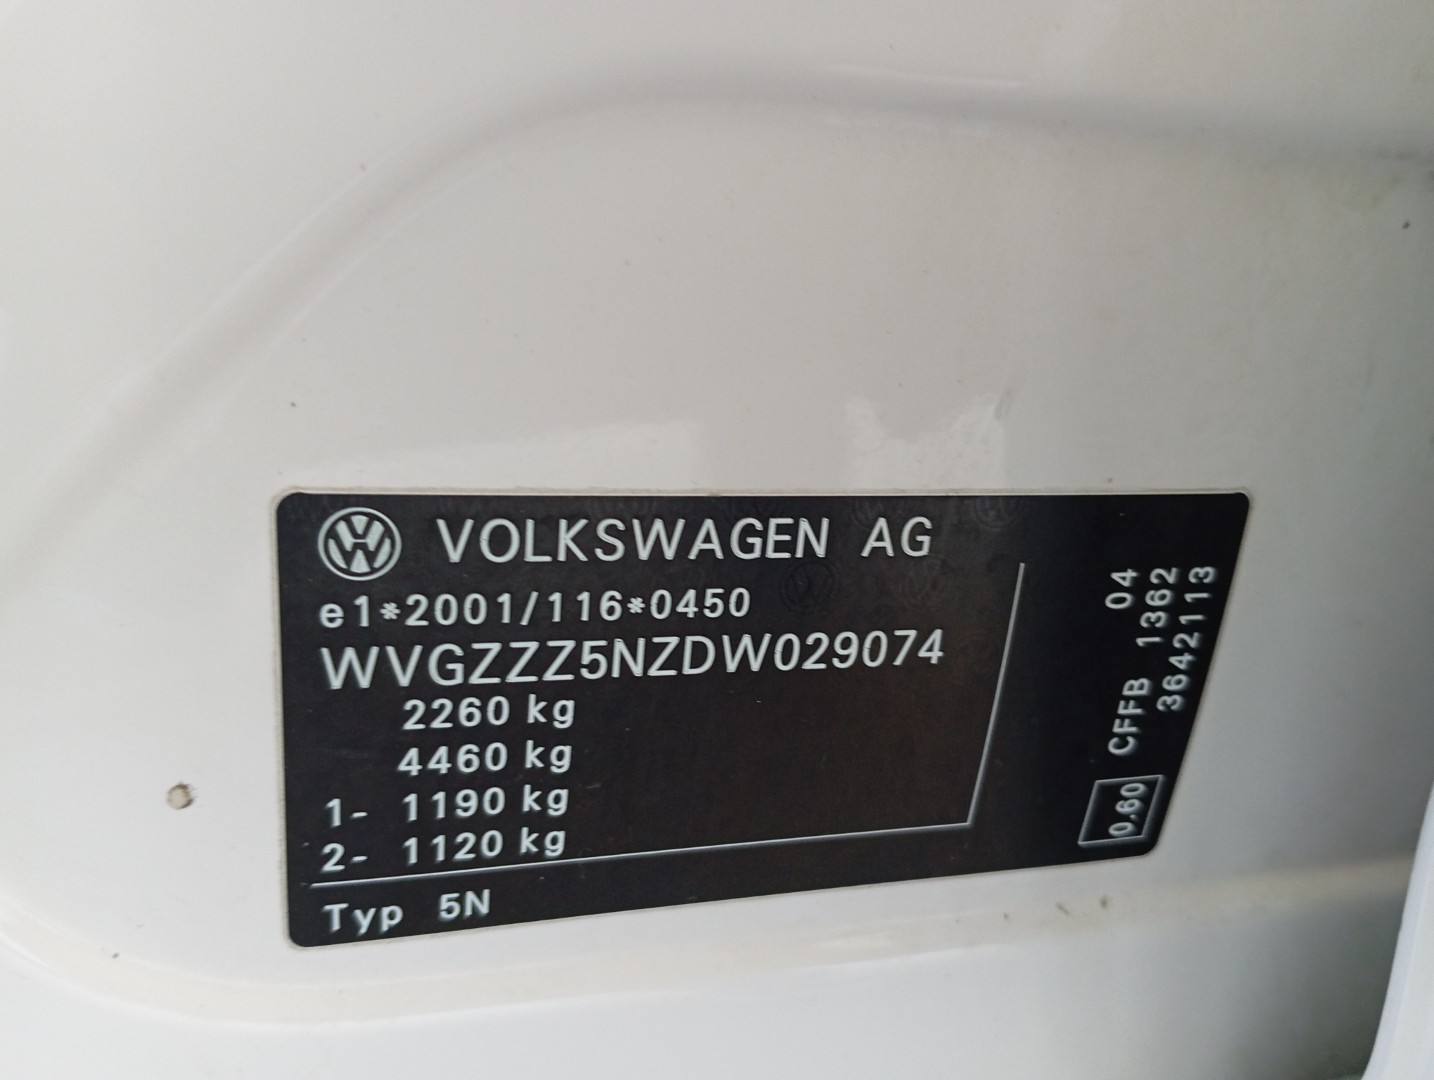 VOLKSWAGEN AG
e1*2001/116*0450
WVGZZZ5NZDW029074
2260 kg
4460 kg
1- 1190 kg
2- 1120 kg
Typ 5N
04
CFFB 1362
3642113
0.60